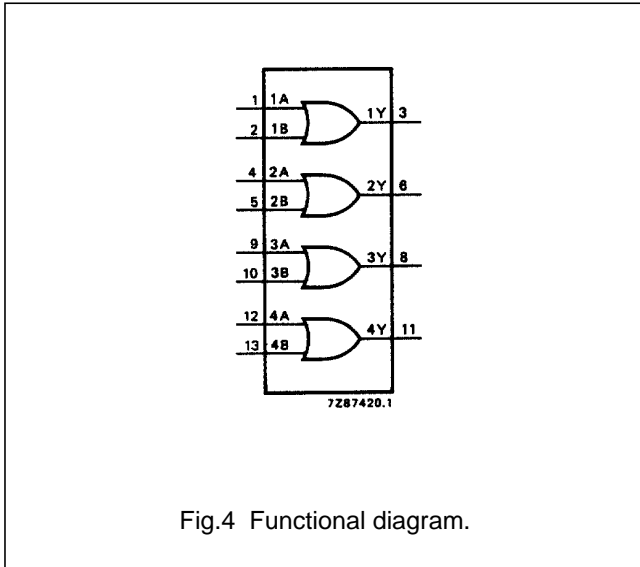 1 1A 1Y 3
2 1B
4 2A 2Y 6
5 2B
9 3A 3Y 8
10 3B
12 4A 4Y 11
13 4B
7Z87420.1
Fig.4 Functional diagram.